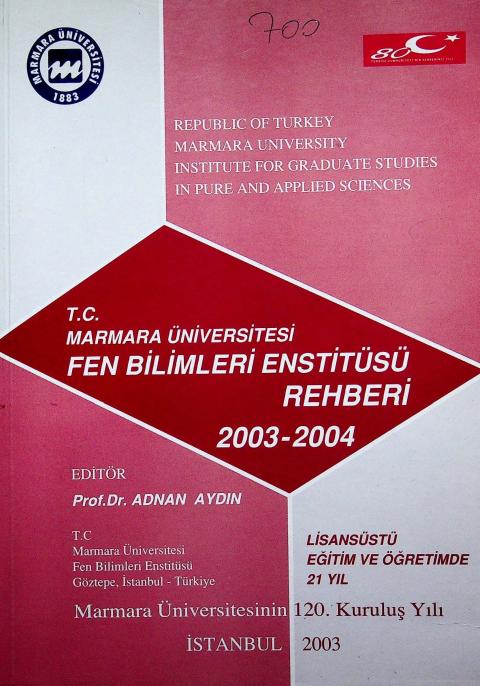 MARMARA ÜNİVERSİTESİ
m
1883
700
80
REPUBLIC OF TURKEY
MARMARA UNIVERSITY
INSTITUTE FOR GRADUATE STUDIES
IN PURE AND APPLIED SCIENCES
T.C.
MARMARA ÜNİVERSİTESİ
FEN BİLİMLERİ ENSTİTÜSÜ
REHBERİ
2003-2004
EDİTÖR
Prof.Dr. ADNAN AYDIN
T.C
Marmara Üniversitesi
Fen Bilimleri Enstitüsü
Göztepe, İstanbul - Türkiye
LİSANSÜSTÜ
EĞİTİM VE ÖĞRETİMDE
21 YIL
Marmara Üniversitesinin 120. Kuruluş Yılı
İSTANBUL 2003